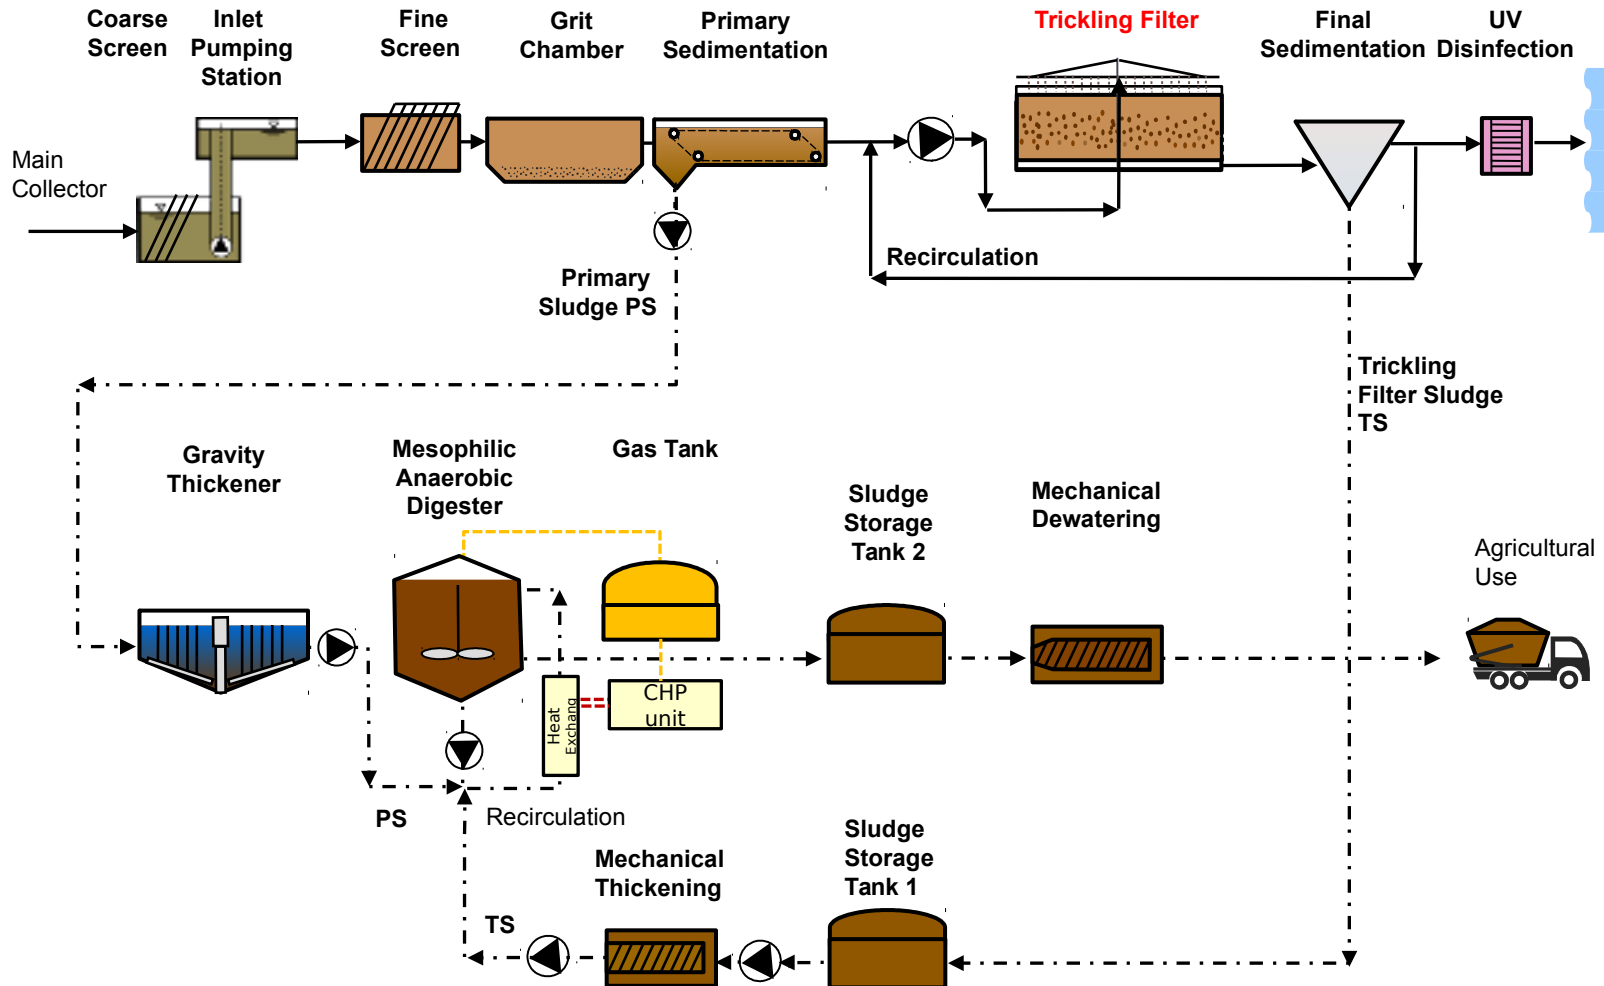 Coarse
Screen
Inlet
Pumping
Station
Fine
Screen
Grit
Chamber
Primary
Sedimentation
Trickling Filter
Final
Sedimentation
UV
Disinfection
Main
Collector
Recirculation
Primary
Sludge PS
Trickling
Filter Sludge
TS
Gravity
Thickener
Mesophilic
Anaerobic
Digester
Gas Tank
Sludge
Storage
Tank 2
Mechanical
Dewatering
Agricultural
Use
CHP
unit
Heat
Exchang
PS
Recirculation
Mechanical
Thickening
Sludge
Storage
Tank 1
TS